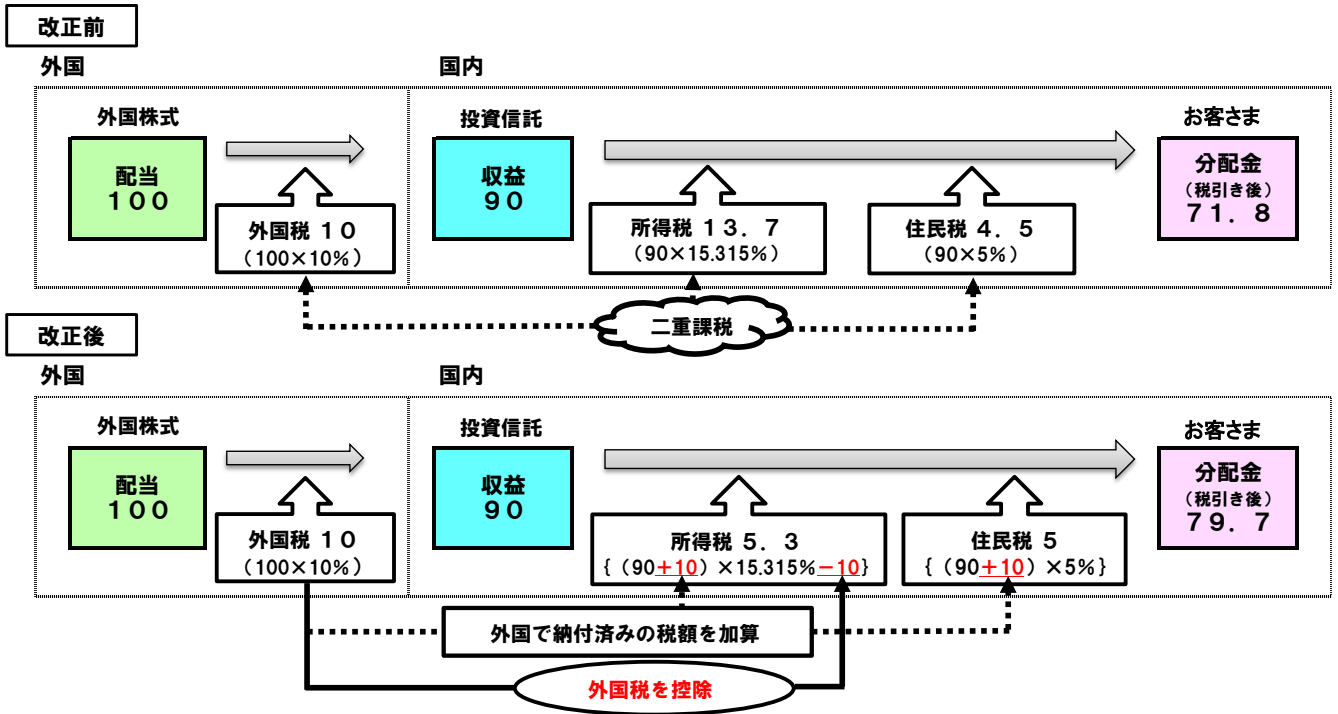 改正前
外国
国内
外国株式
配当
100
外国税 10
（100×10%）
投資信託
収益
90
所得税 13．7
（90×15.315%）
住民税 4．5
（90×5%）
お客さま
分配金
（税引き後）
71．8
二重課税
改正後
外国
国内
外国株式
配当
100
外国税 10
（100×10%）
投資信託
収益
90
所得税 5．3
{（90+10）×15.315%－10}
住民税 5
{（90+10）×5%}
お客さま
分配金
（税引き後）
79．7
外国で納付済みの税額を加算
外国税を控除